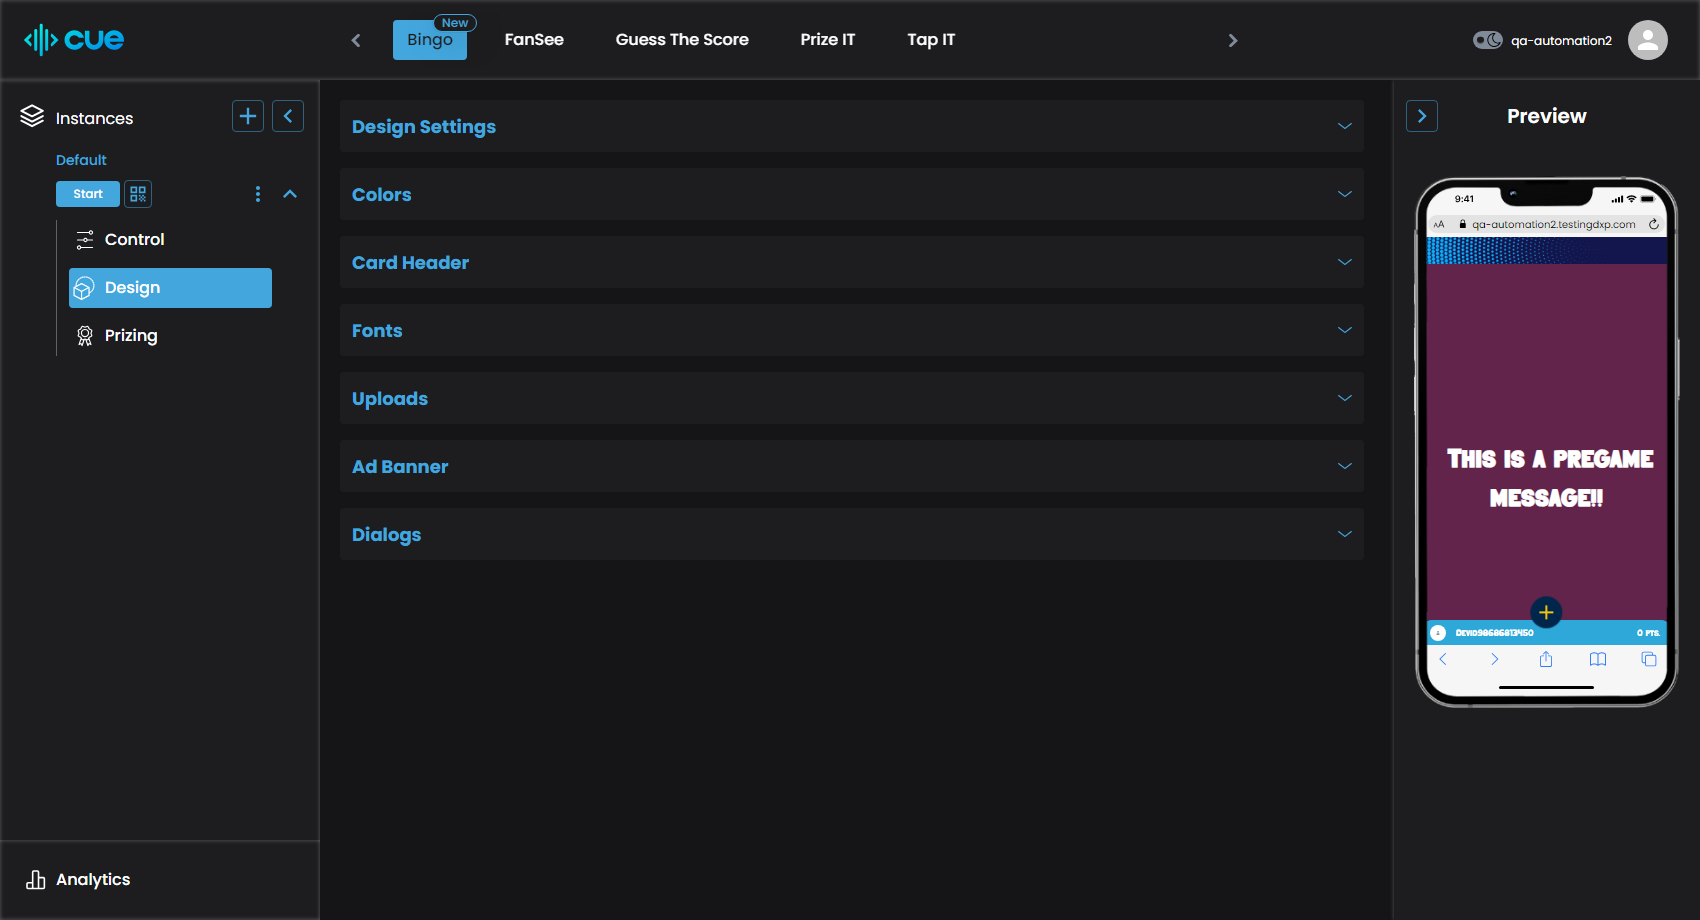 cue
Bingo
New
FanSee
Guess The Score
Prize IT
Tap IT
qa-automation2
Instances
Default
Start
Control
Design
Prizing
Analytics
Design Settings
Colors
Card Header
Fonts
Uploads
Ad Banner
Dialogs
Preview
9:41
AA
qa-automation2.testingdxp.com
This is a pregame
message!!
Devid98686813450
0 pts.